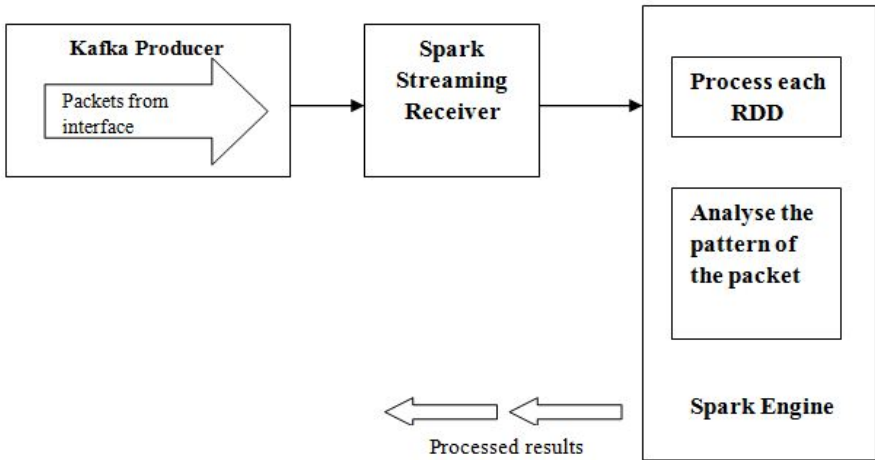 Kafka Producer
Packets from
interface
Spark
Streaming
Receiver
Process each
RDD
Analyse the
pattern of
the packet
Spark Engine
Processed results